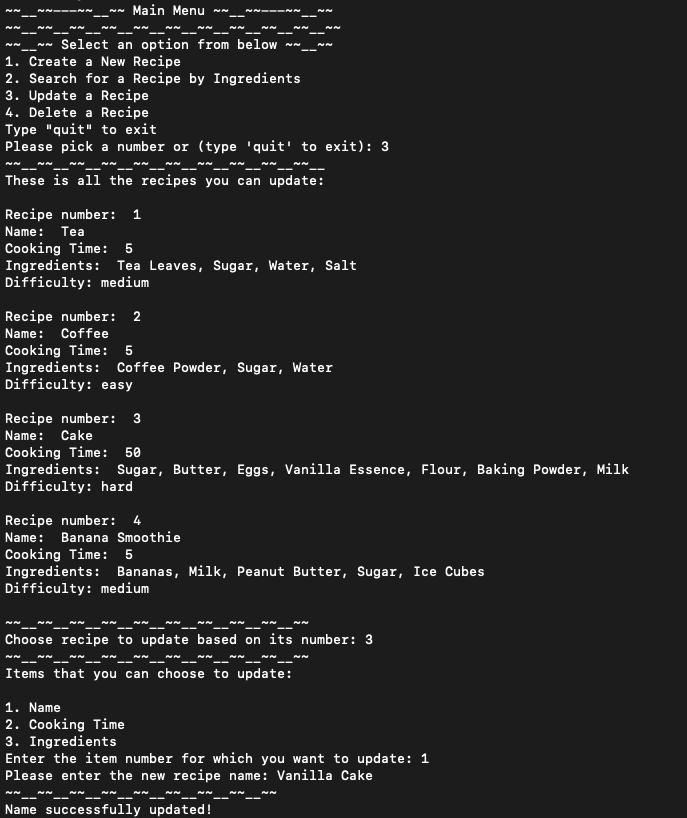 ~~__~~---~~__~~ Main Menu ~~__~~---~~__~~
~~__~~__~~__~~__~~__~~__~~__~~__~~__~~__~~
~~__~~ Select an option from below ~~__~~
1. Create a New Recipe
2. Search for a Recipe by Ingredients
3. Update a Recipe
4. Delete a Recipe
Type "quit" to exit
Please pick a number or (type 'quit' to exit): 3
~~__~~__~~__~~__~~__~~__~~__~~__~~__~~__
These is all the recipes you can update:

Recipe number:  1
Name:  Tea
Cooking Time:  5
Ingredients:  Tea Leaves, Sugar, Water, Salt
Difficulty: medium

Recipe number:  2
Name:  Coffee
Cooking Time:  5
Ingredients:  Coffee Powder, Sugar, Water
Difficulty: easy

Recipe number:  3
Name:  Cake
Cooking Time:  50
Ingredients:  Sugar, Butter, Eggs, Vanilla Essence, Flour, Baking Powder, Milk
Difficulty: hard

Recipe number:  4
Name:  Banana Smoothie
Cooking Time:  5
Ingredients:  Bananas, Milk, Peanut Butter, Sugar, Ice Cubes
Difficulty: medium

~~__~~__~~__~~__~~__~~__~~__~~__~~__~~
Choose recipe to update based on its number: 3
~~__~~__~~__~~__~~__~~__~~__~~__~~__~~
Items that you can choose to update:

1. Name
2. Cooking Time
3. Ingredients
Enter the item number for which you want to update: 1
Please enter the new recipe name: Vanilla Cake
~~__~~__~~__~~__~~__~~__~~__~~__~~
Name successfully updated!